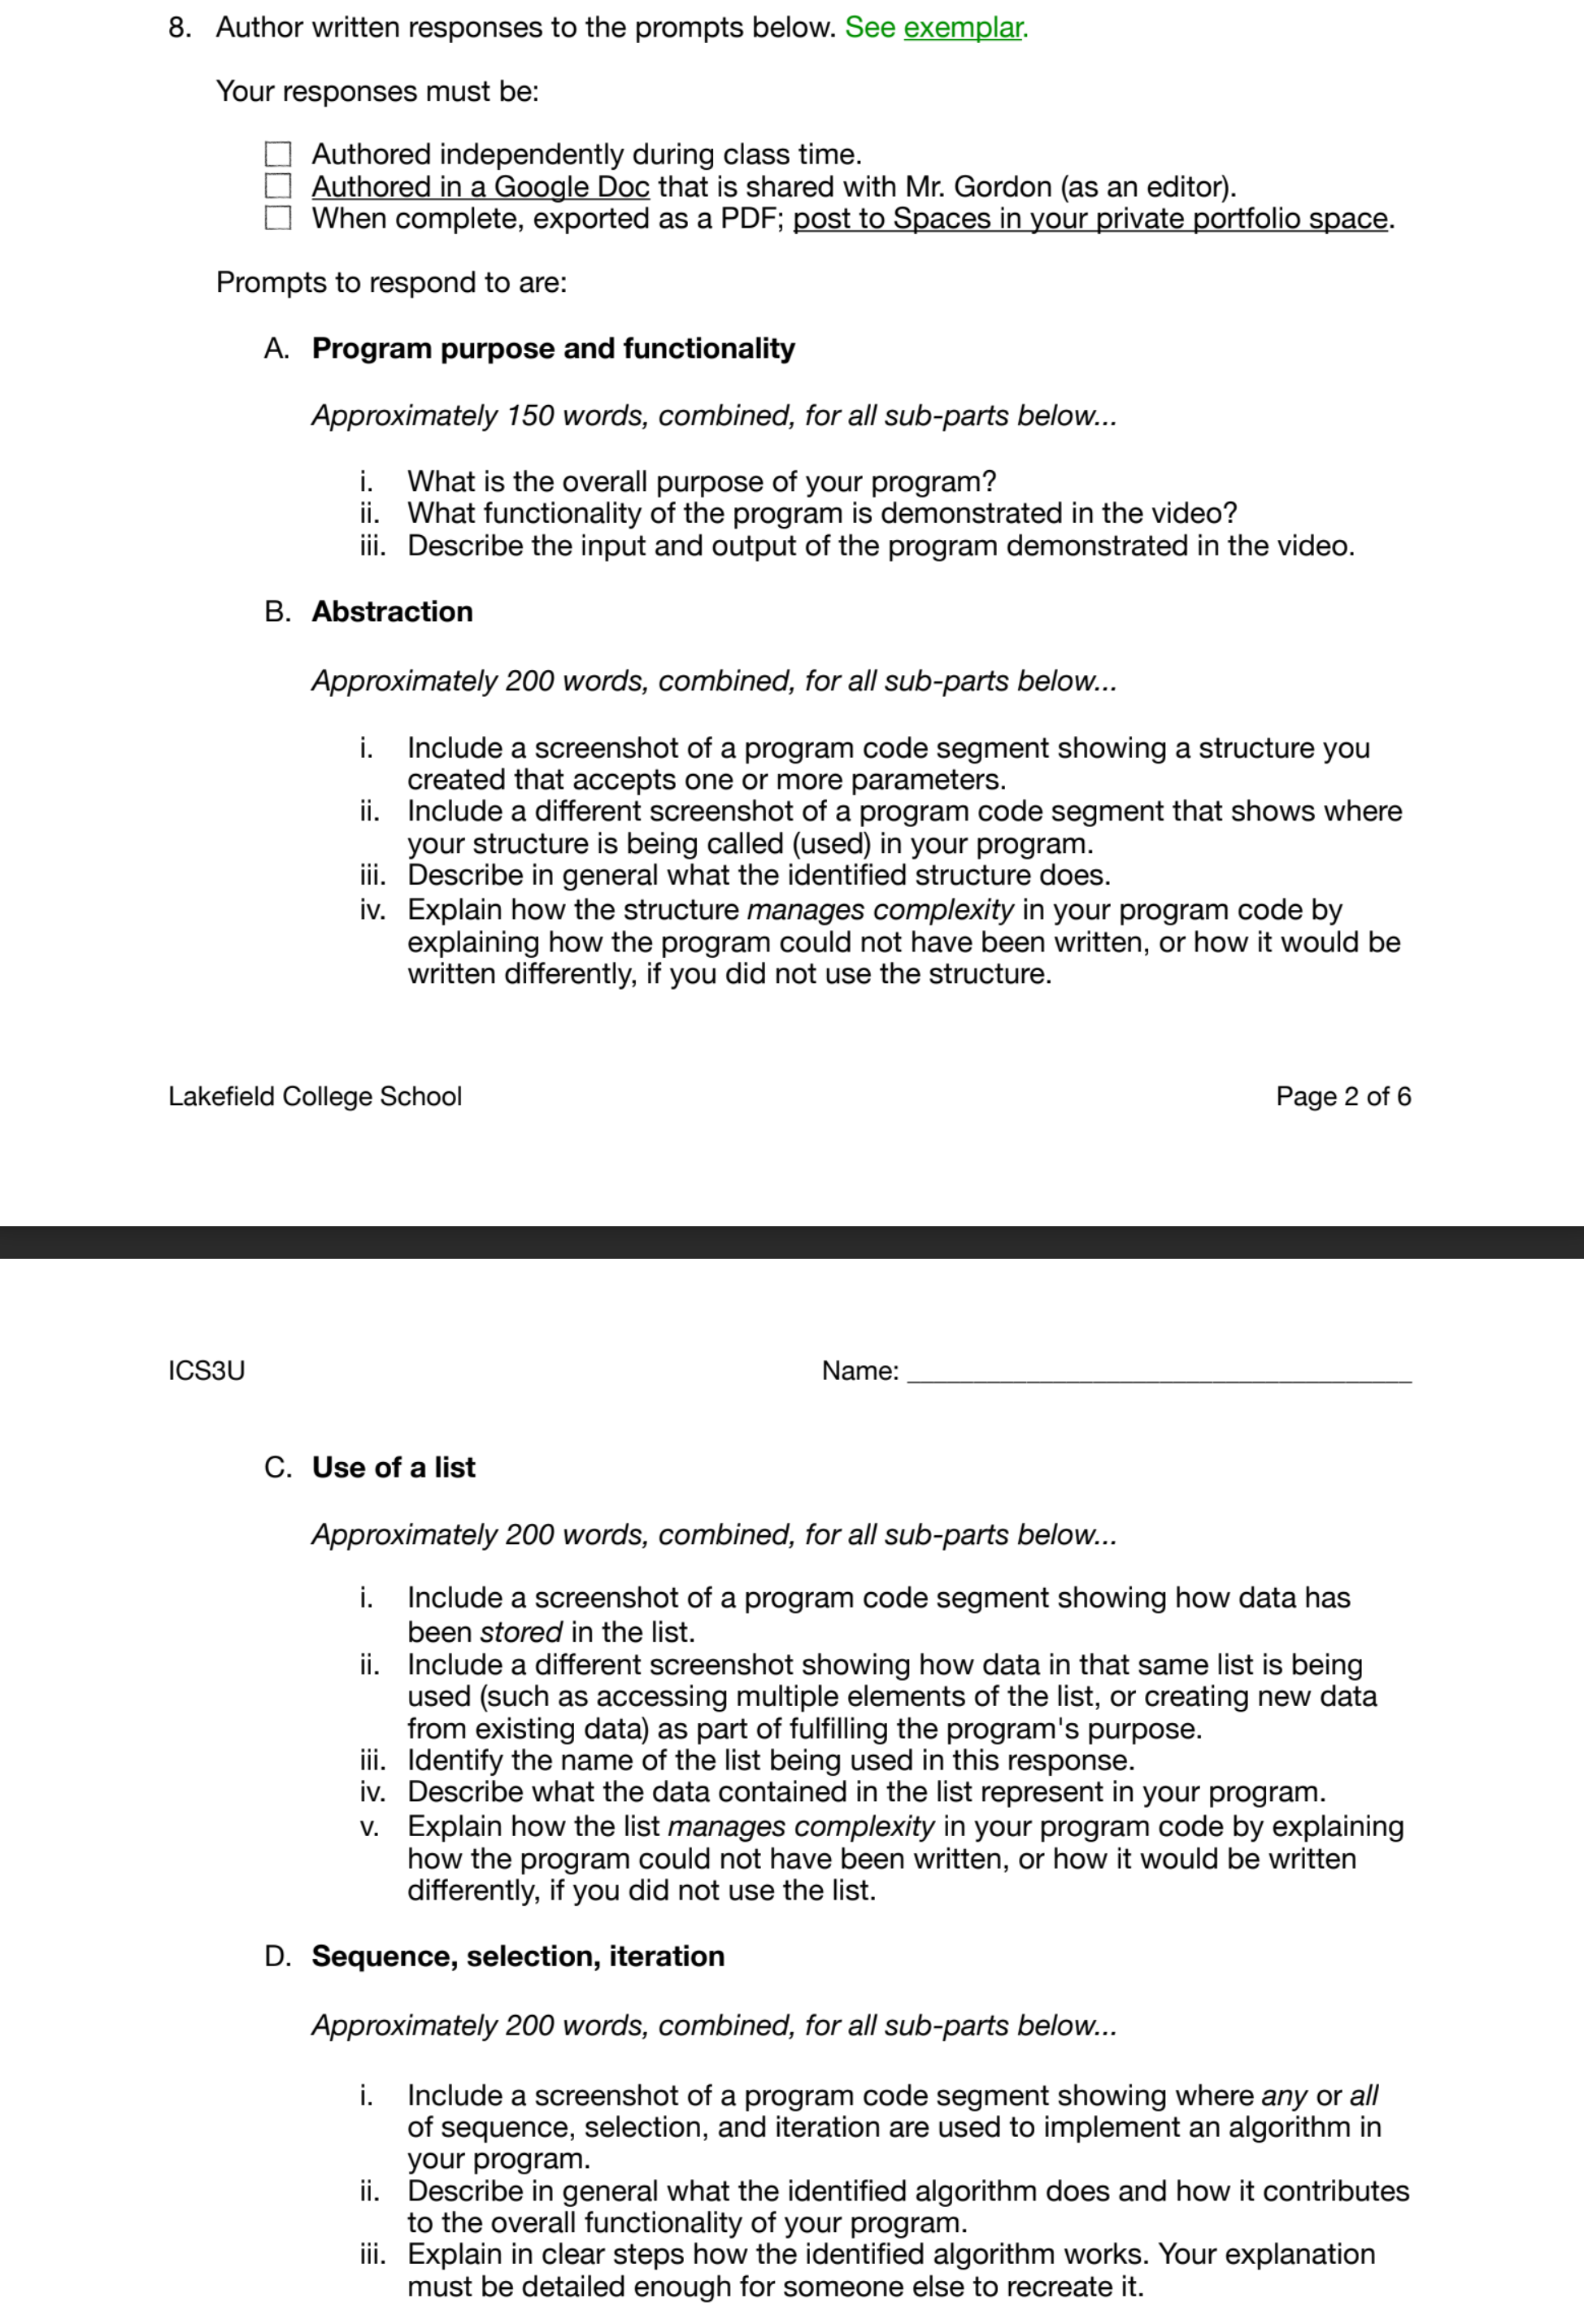 8. Author written responses to the prompts below. See exemplar.
Your responses must be:
Authored independently during class time.
Authored in a Google Doc that is shared with Mr. Gordon (as an editor).
When complete, exported as a PDF; post to Spaces in your private portfolio space.
Prompts to respond to are:
A. Program purpose and functionality
Approximately 150 words, combined, for all sub-parts below...
i. What is the overall purpose of your program?
ii. What functionality of the program is demonstrated in the video?
iii. Describe the input and output of the program demonstrated in the video.
B. Abstraction
Approximately 200 words, combined, for all sub-parts below...
i. Include a screenshot of a program code segment showing a structure you
created that accepts one or more parameters.
ii. Include a different screenshot of a program code segment that shows where
your structure is being called (used) in your program.
iii. Describe in general what the identified structure does.
iv. Explain how the structure manages complexity in your program code by
explaining how the program could not have been written, or how it would be
written differently, if you did not use the structure.
Lakefield College School Page 2 of 6
ICS3U Name: ____________________
C. Use of a list
Approximately 200 words, combined, for all sub-parts below...
i. Include a screenshot of a program code segment showing how data has
been stored in the list.
ii. Include a different screenshot showing how data in that same list is being
used (such as accessing multiple elements of the list, or creating new data
from existing data) as part of fulfilling the program's purpose.
iii. Identify the name of the list being used in this response.
iv. Describe what the data contained in the list represent in your program.
v. Explain how the list manages complexity in your program code by explaining
how the program could not have been written, or how it would be written
differently, if you did not use the list.
D. Sequence, selection, iteration
Approximately 200 words, combined, for all sub-parts below...
i. Include a screenshot of a program code segment showing where any or all
of sequence, selection, and iteration are used to implement an algorithm in
your program.
ii. Describe in general what the identified algorithm does and how it contributes
to the overall functionality of your program.
iii. Explain in clear steps how the identified algorithm works. Your explanation
must be detailed enough for someone else to recreate it.